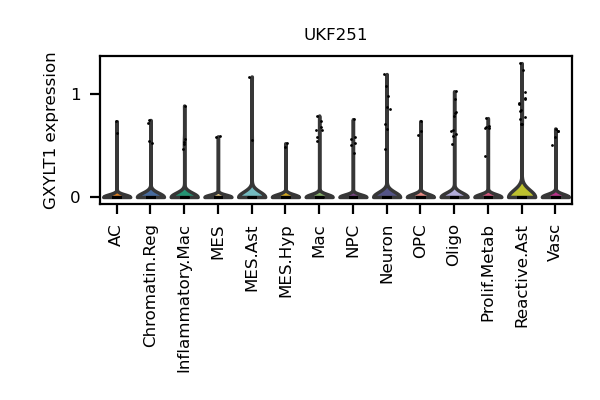 UKF251
GXYLT1 expression
1
0
AC
Chromatin.Reg
Inflammatory.Mac
MES
MES.Ast
MES.Hyp
Mac
NPC
Neuron
OPC
Oligo
Prolif.Metab
Reactive.Ast
Vasc